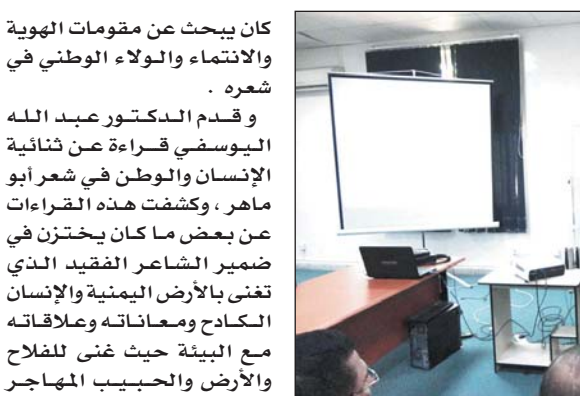 كان يبحث عن مقومات الهوية
والانتماء والولاء الوطني في
شعره .
و قدم الدكتور عبد الله
اليوسفي قراءة عن ثنائية
الإنسان والوطن في شعر أبو
ماهر ، وكشفت هذه القراءات
عن بعض ما كان يختزن في
ضمير الشاعر الفقيد الذي
تغنى بالأرض اليمنية والإنسان
الكادح ومعاناته وعلاقاته
مع البيئة حيث غنى للفلاح
والأرض والحبيب المهاجر